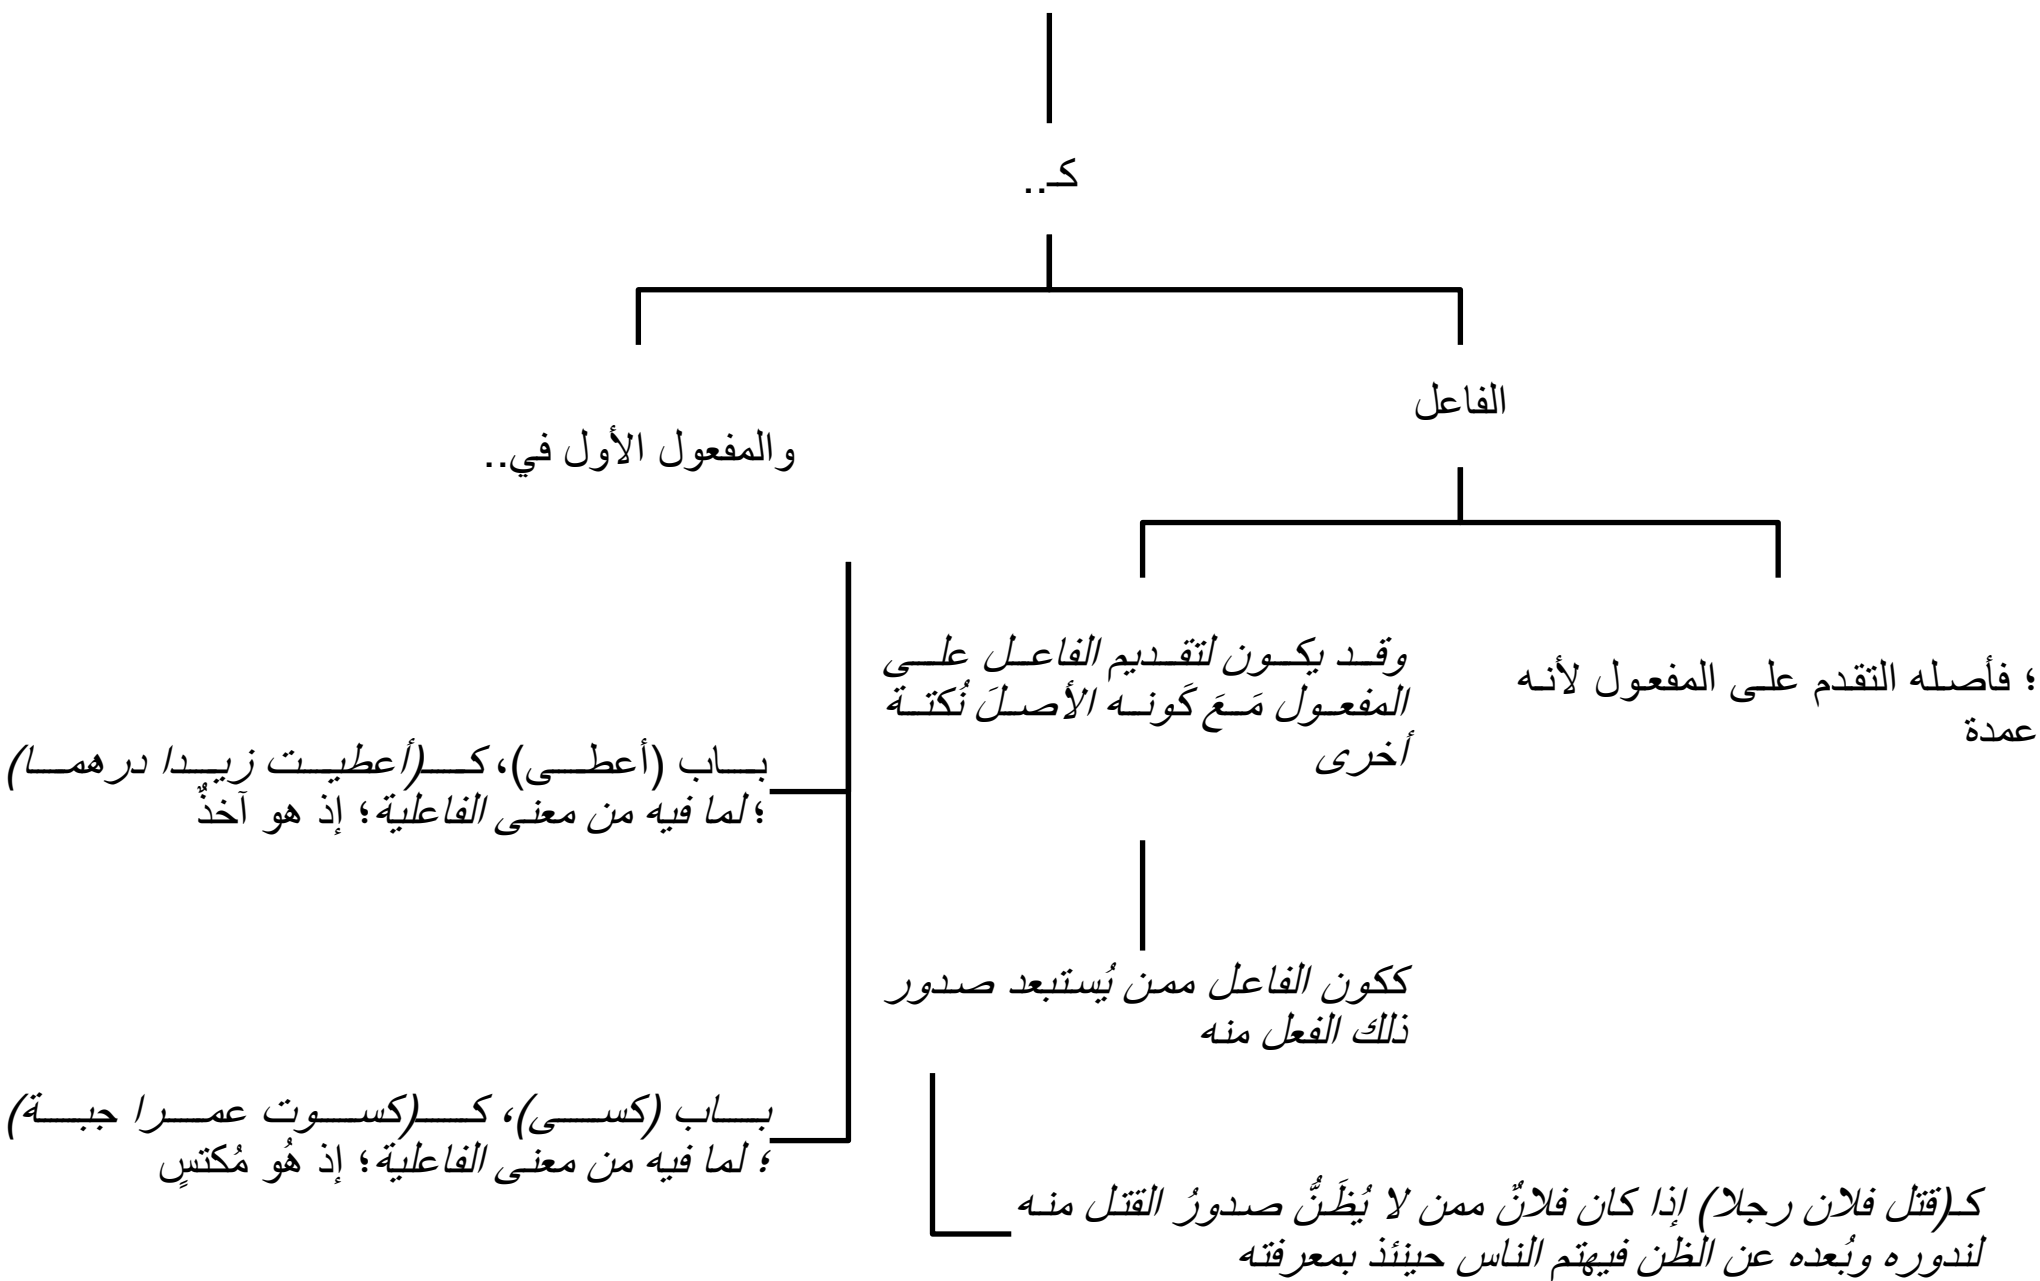 كـ..
الفاعل
؛ فأصله التقدم على المفعول لأنه
عمدة
وقد يكون لتقديم الفاعل على
المفعول مَعَ كَونه الأصلَ نُكتة
أخرى
ككون الفاعل ممن يُستبعد صدور
ذلك الفعل منه
كـ(قتل فلان رجلا) إذا كان فلانٌ ممن لا يُظَنُّ صدورُ القتل منه
لندوره وبُعده عن الظن فيهتم الناس حينئذ بمعرفته
والمفعول الأول في..
باب (أعطى)، كـ(أعطيت زيدا درهما)
؛ لما فيه من معنى الفاعلية؛ إذ هو آخذٌ
باب (كسى)، كـ(كسوت عمرا جبة)
؛ لما فيه من معنى الفاعلية؛ إذ هُو مُكتسٍ